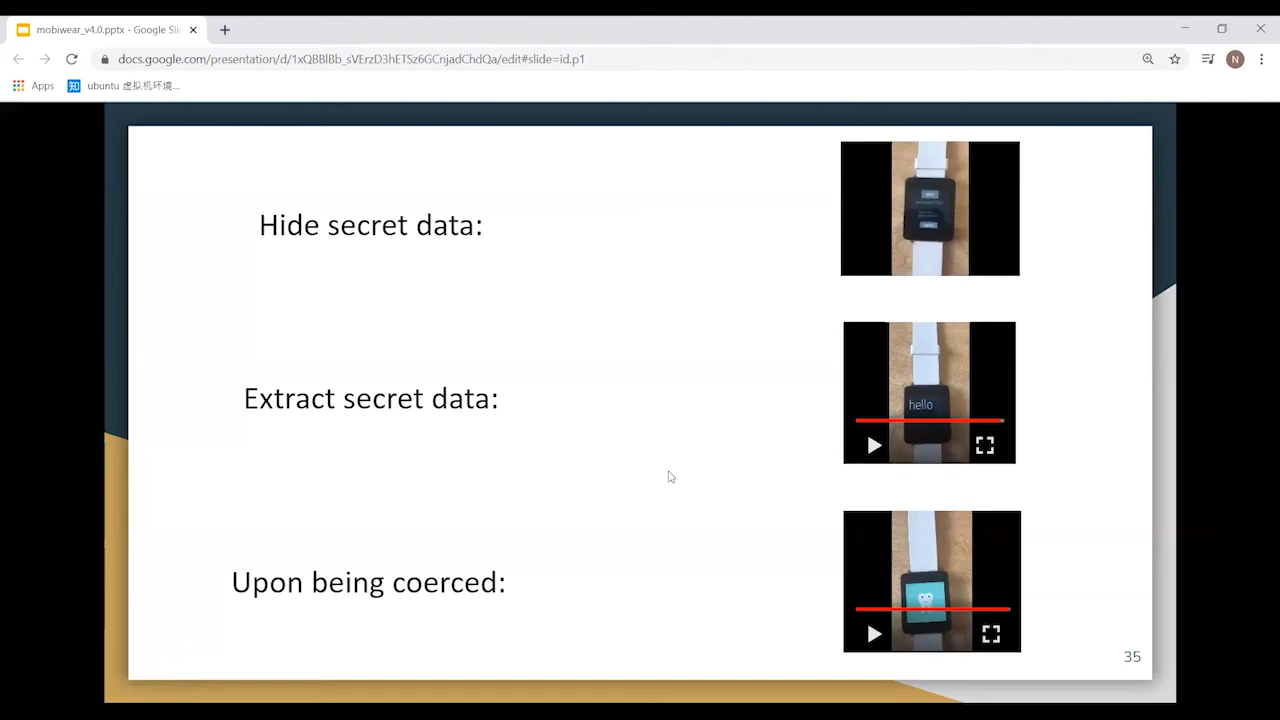 mobiwear_v4.0.pptx - Google Sli
docs.google.com/presentation/d/1xQBBlBb_sVErzD3hETSz6GCnjadChdQa/edit#slide=id.p1
N
Apps
知
ubuntu 虚拟机环境...
Hide secret data:
Extract secret data:
hello
Upon being coerced:
35